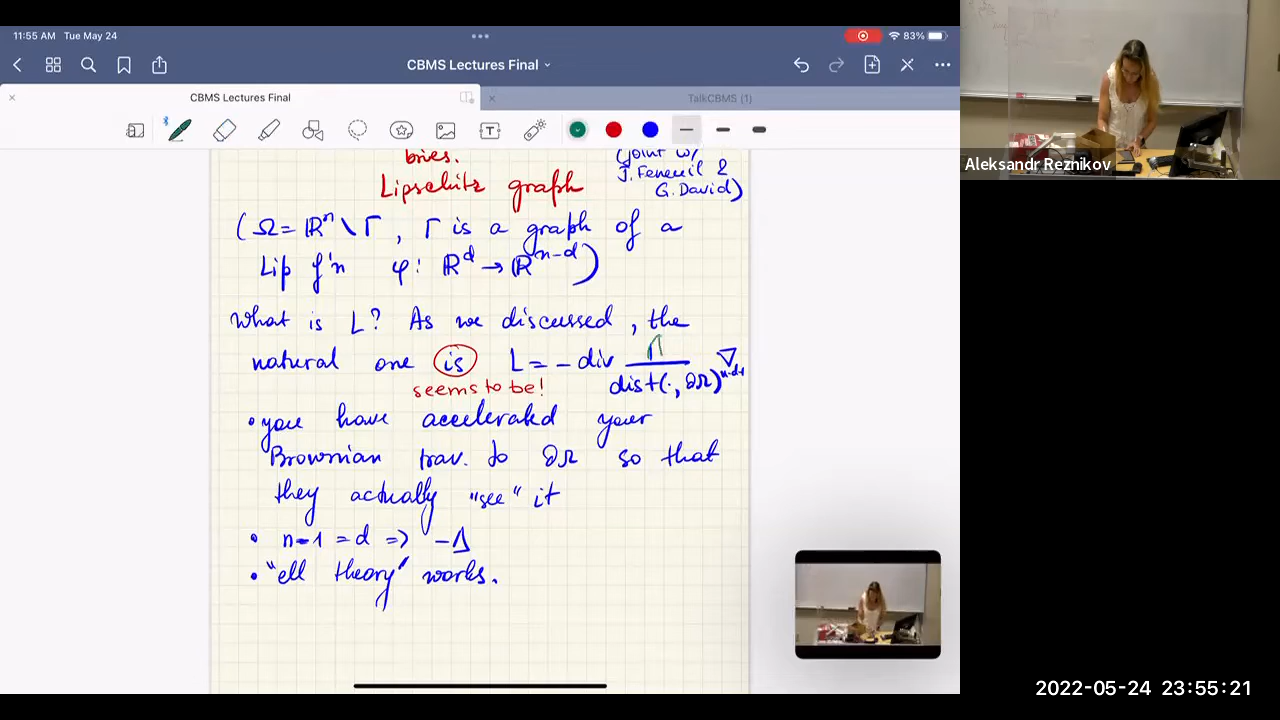 11:55 AM Tue May 24
83%
CBMS Lectures Final
CBMS Lectures Final
TalkCBMS (1)
Aleksandr Reznikov
bries.
(joint w/
J. Feneuil &
G. David)
Lipschitz graph
(Ω = ℝⁿ \ Γ, Γ is a graph of a
Lip f'n φ: ℝᵈ → ℝⁿ⁻ᵈ)
What is L? As we discussed, the
natural one is L = - div 1/dist(·, ∂Ω)ⁿ⁻ᵈ⁻¹ ∇
seems to be!
• you have accelerated your
Brownian trav. to ∂Ω so that
they actually "see" it
• n-1 = d => -Δ
• "ell theory" works.
2022-05-24 23:55:21